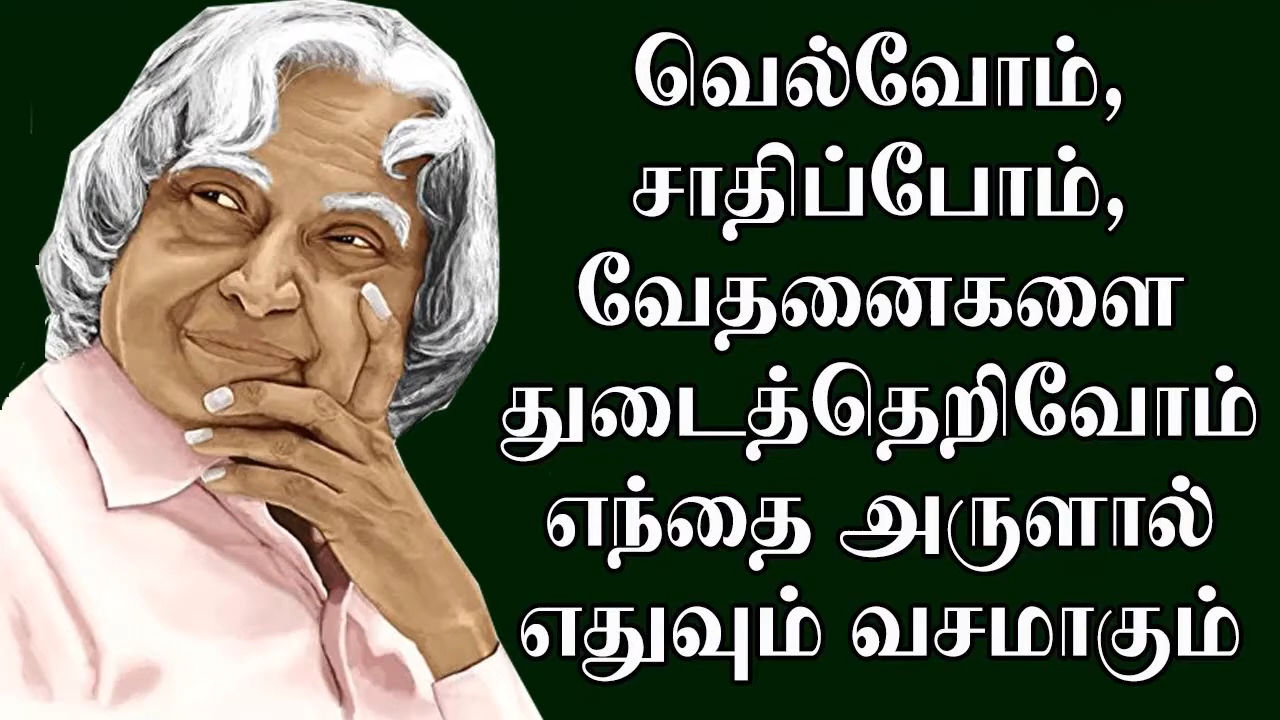 வெல்வோம்,
சாதிப்போம்,
வேதனைகளை
துடைத்தெறிவோம்
எந்தை அருளால்
எதுவும் வசமாகும்